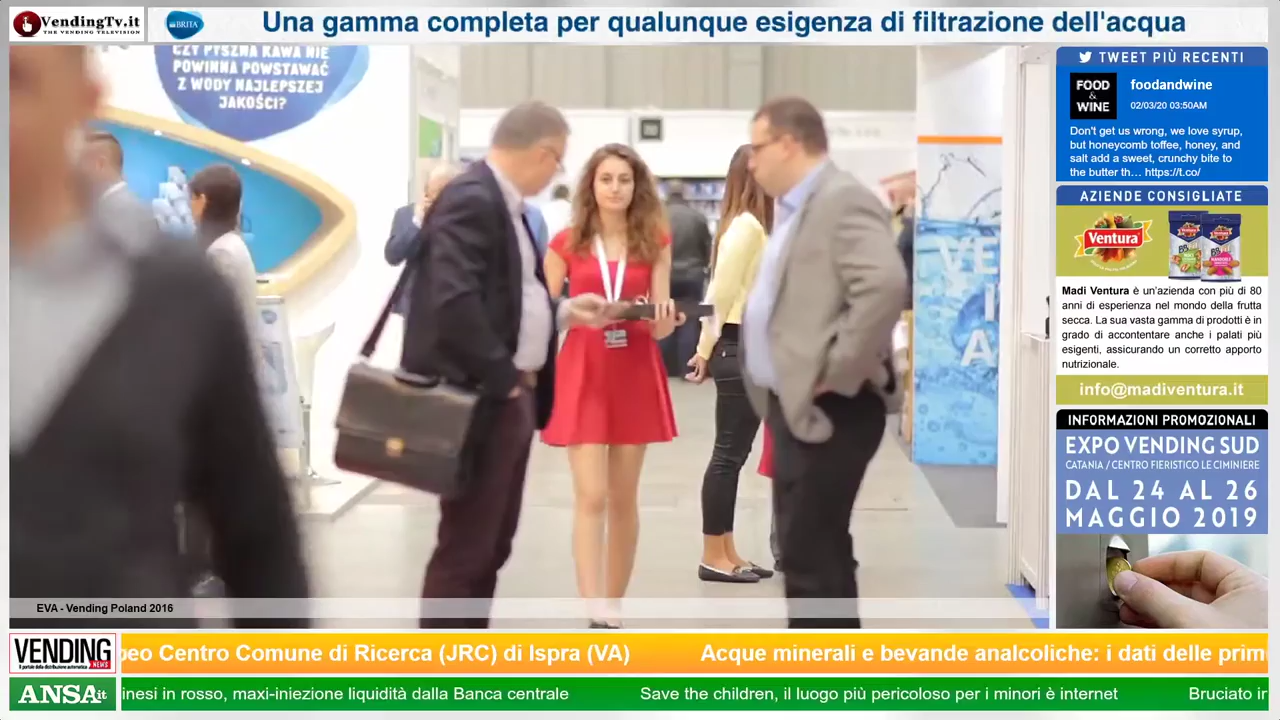 VendingTv.it
THE VENDING TELEVISION
BRITA
Una gamma completa per qualunque esigenza di filtrazione dell'acqua
CZY PYSZNA KAWA NIE
POWINNA POWSTAWAĆ
Z WODY NAJLEPSZEJ
JAKOŚCI?
EVA - Vending Poland 2016
TWEET PIÙ RECENTI
FOOD
&
WINE
foodandwine
02/03/20 03:50AM
Don't get us wrong, we love syrup,
but honeycomb toffee, honey, and
salt add a sweet, crunchy bite to
the butter th… https://t.co/
AZIENDE CONSIGLIATE
Ventura
Madi Ventura è un'azienda con più di 80
anni di esperienza nel mondo della frutta
secca. La sua vasta gamma di prodotti è in
grado di accontentare anche i palati più
esigenti, assicurando un corretto apporto
nutrizionale.
info@madiventura.it
INFORMAZIONI PROMOZIONALI
EXPO VENDING SUD
CATANIA / CENTRO FIERISTICO LE CIMINIERE
DAL 24 AL 26
MAGGIO 2019
VENDING
NEWS
Il portale della distribuzione automatica
peo Centro Comune di Ricerca (JRC) di Ispra (VA) Acque minerali e bevande analcoliche: i dati delle prim
ANSA.it
inesi in rosso, maxi-iniezione liquidità dalla Banca centrale Save the children, il luogo più pericoloso per i minori è internet Bruciato ir